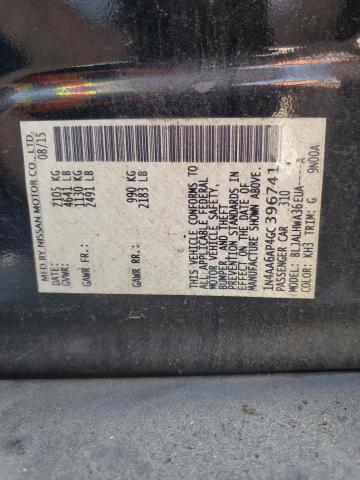 MFD BY NISSAN MOTOR CO., LTD.
08/15
GVWR: 2105 KG
4641 LB
GAWR FR: 1130 KG
2491 LB
GAWR RR: 990 KG
2183 LB
THIS VEHICLE CONFORMS TO
ALL APPLICABLE FEDERAL
MOTOR VEHICLE SAFETY,
BUMPER, AND THEFT
PREVENTION STANDARDS IN
EFFECT ON THE DATE OF
MANUFACTURE SHOWN ABOVE.
1N4AA6AP4GC396741
PASSENGER CAR 310
MODEL: BL1ALHWA36EUA----A
COLOR: KH3 TRIM: G 9N00A